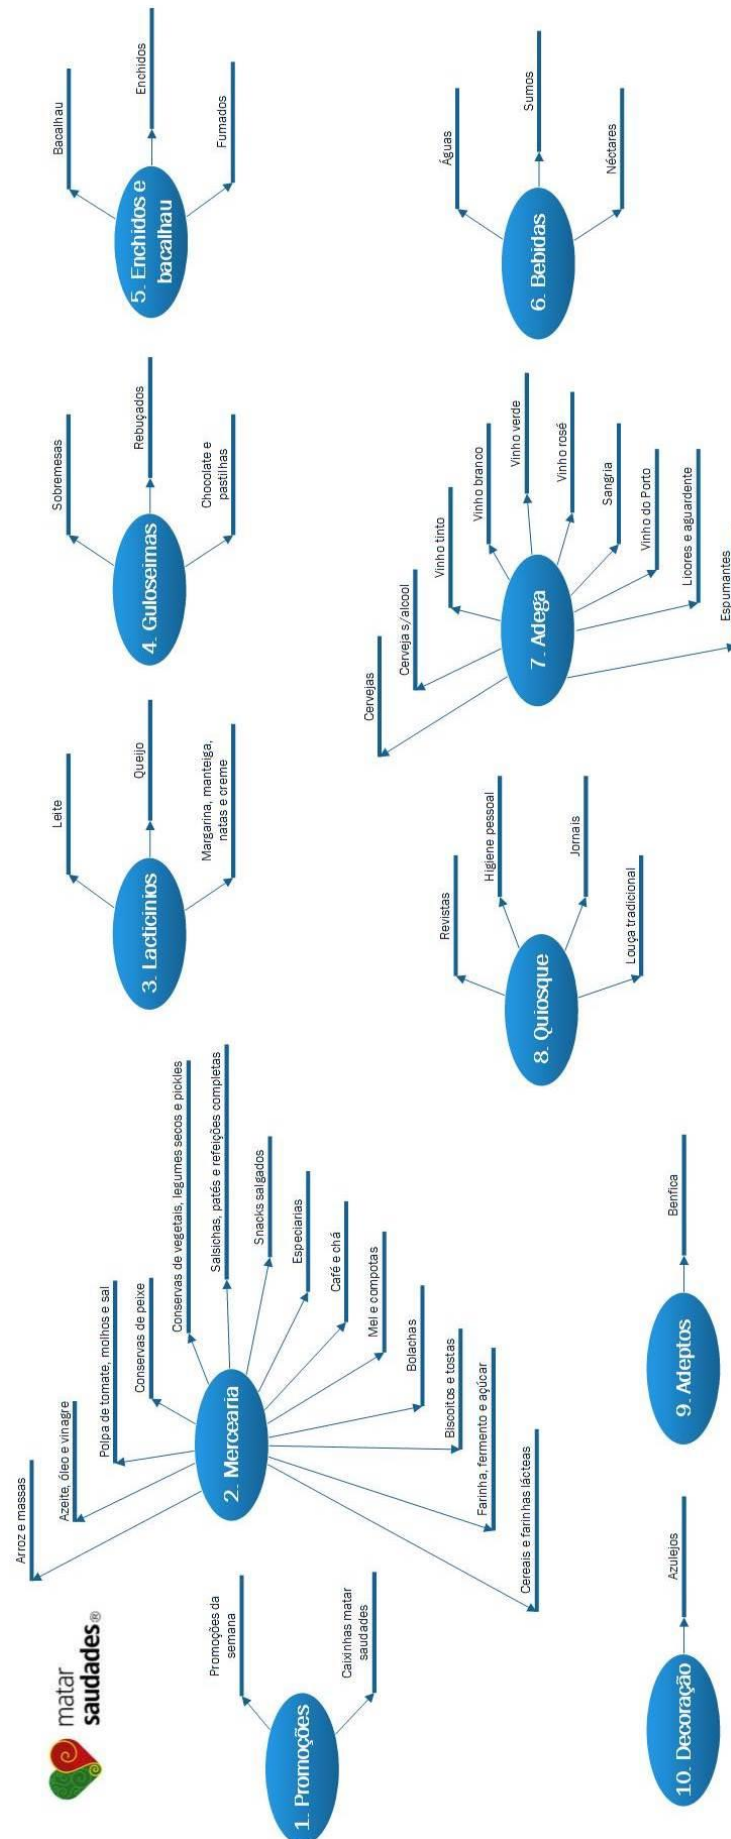 matar
saudades®
1. Promoções
Promoções da
semana
Caixinhas matar
saudades
2. Mercearia
Arroz e massas
Azeite, óleo e vinagre
Polpa de tomate, molhos e sal
Conservas de peixe
Conservas de vegetais, legumes secos e pickles
Salsichas, patés e refeições completas
Snacks salgados
Especiarias
Café e chá
Mel e compotas
Bolachas
Biscoitos e tostas
Farinha, fermento e açúcar
Cereais e farinhas lácteas
3. Lacticínios
Leite
Queijo
Margarina, manteiga,
natas e creme
4. Guloseimas
Sobremesas
Rebuçados
Chocolate e
pastilhas
5. Enchidos e
bacalhau
Bacalhau
Enchidos
Fumados
6. Bebidas
Águas
Sumos
Néctares
7. Adega
Cervejas
Cerveja s/alcool
Vinho tinto
Vinho branco
Vinho verde
Vinho rosé
Sangria
Vinho do Porto
Licores e aguardente
Espumantes
8. Quiosque
Revistas
Higiene pessoal
Jornais
Louça tradicional
9. Adeptos
Benfica
10. Decoração
Azulejos